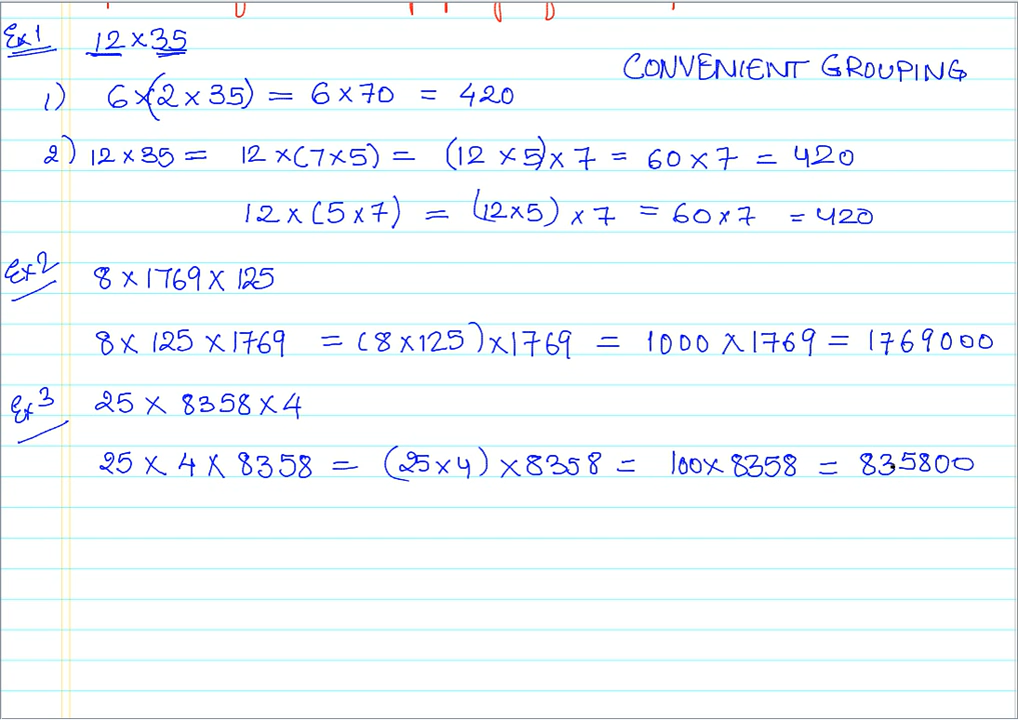 Ex1 12 × 35
CONVENIENT GROUPING
1) 6 × (2 × 35) = 6 × 70 = 420
2) 12 × 35 = 12 × (7 × 5) = (12 × 5) × 7 = 60 × 7 = 420
12 × (5 × 7) = (12 × 5) × 7 = 60 × 7 = 420
Ex2 8 × 1769 × 125
8 × 125 × 1769 = (8 × 125) × 1769 = 1000 × 1769 = 1769000
Ex3 25 × 8358 × 4
25 × 4 × 8358 = (25 × 4) × 8358 = 100 × 8358 = 835800